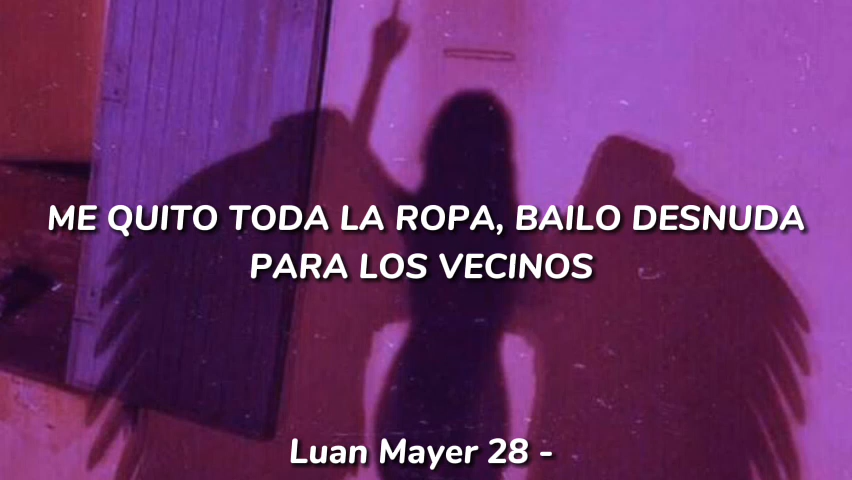 ME QUITO TODA LA ROPA, BAILO DESNUDA
PARA LOS VECINOS
Luan Mayer 28 -